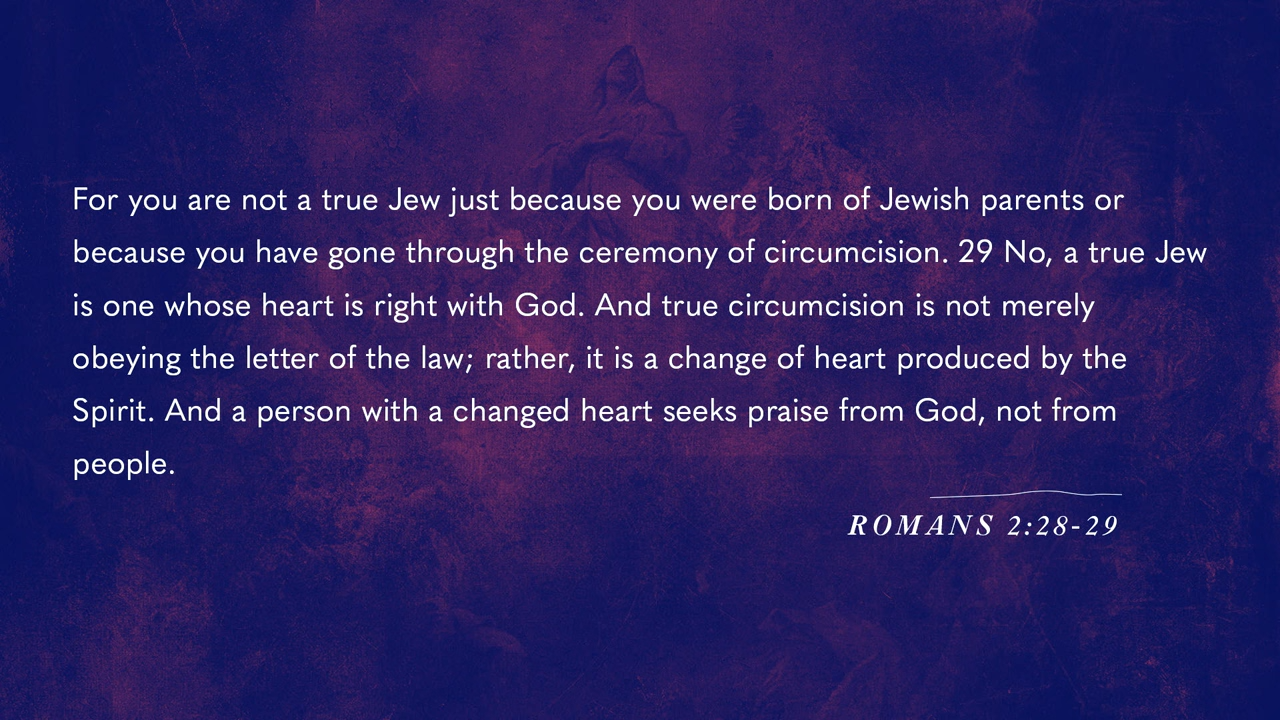 For you are not a true Jew just because you were born of Jewish parents or
because you have gone through the ceremony of circumcision. 29 No, a true Jew
is one whose heart is right with God. And true circumcision is not merely
obeying the letter of the law; rather, it is a change of heart produced by the
Spirit. And a person with a changed heart seeks praise from God, not from
people.
ROMANS 2:28-29